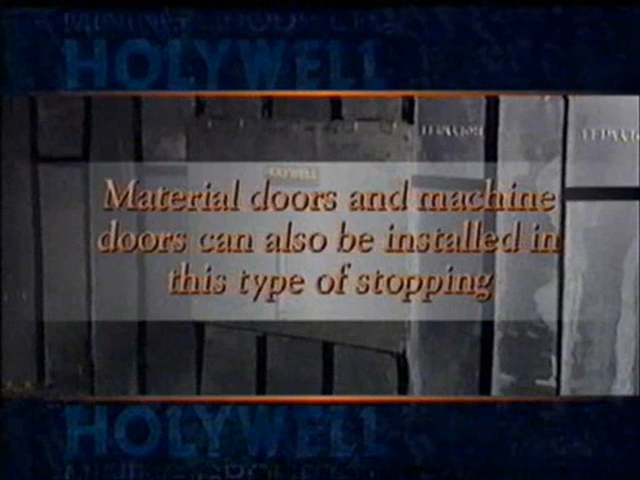 HOLYWELL
Material doors and machine
doors can also be installed in
this type of stopping
HOLYWELL